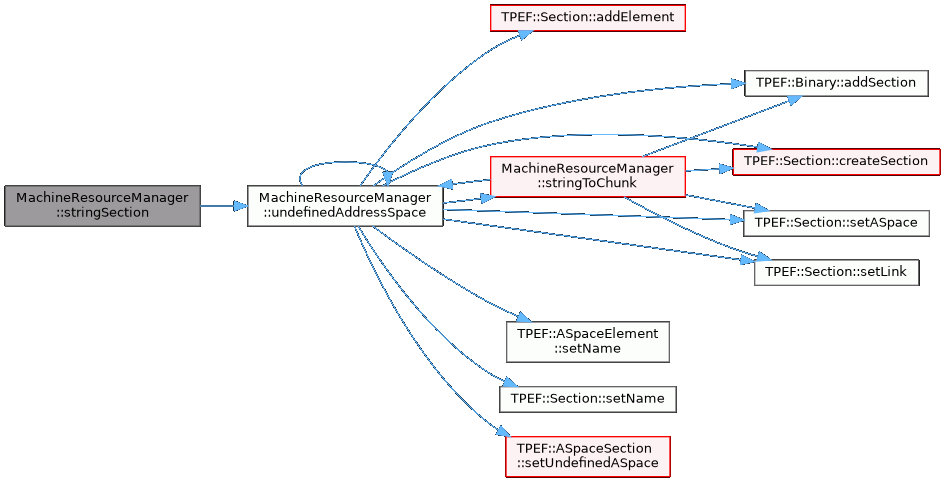 MachineResourceManager
::stringSection
MachineResourceManager
::undefinedAddressSpace
TPEF::Section::addElement
MachineResourceManager
::stringToChunk
TPEF::ASpaceElement
::setName
TPEF::Section::setName
TPEF::ASpaceSection
::setUndefinedASpace
TPEF::Binary::addSection
TPEF::Section::createSection
TPEF::Section::setASpace
TPEF::Section::setLink